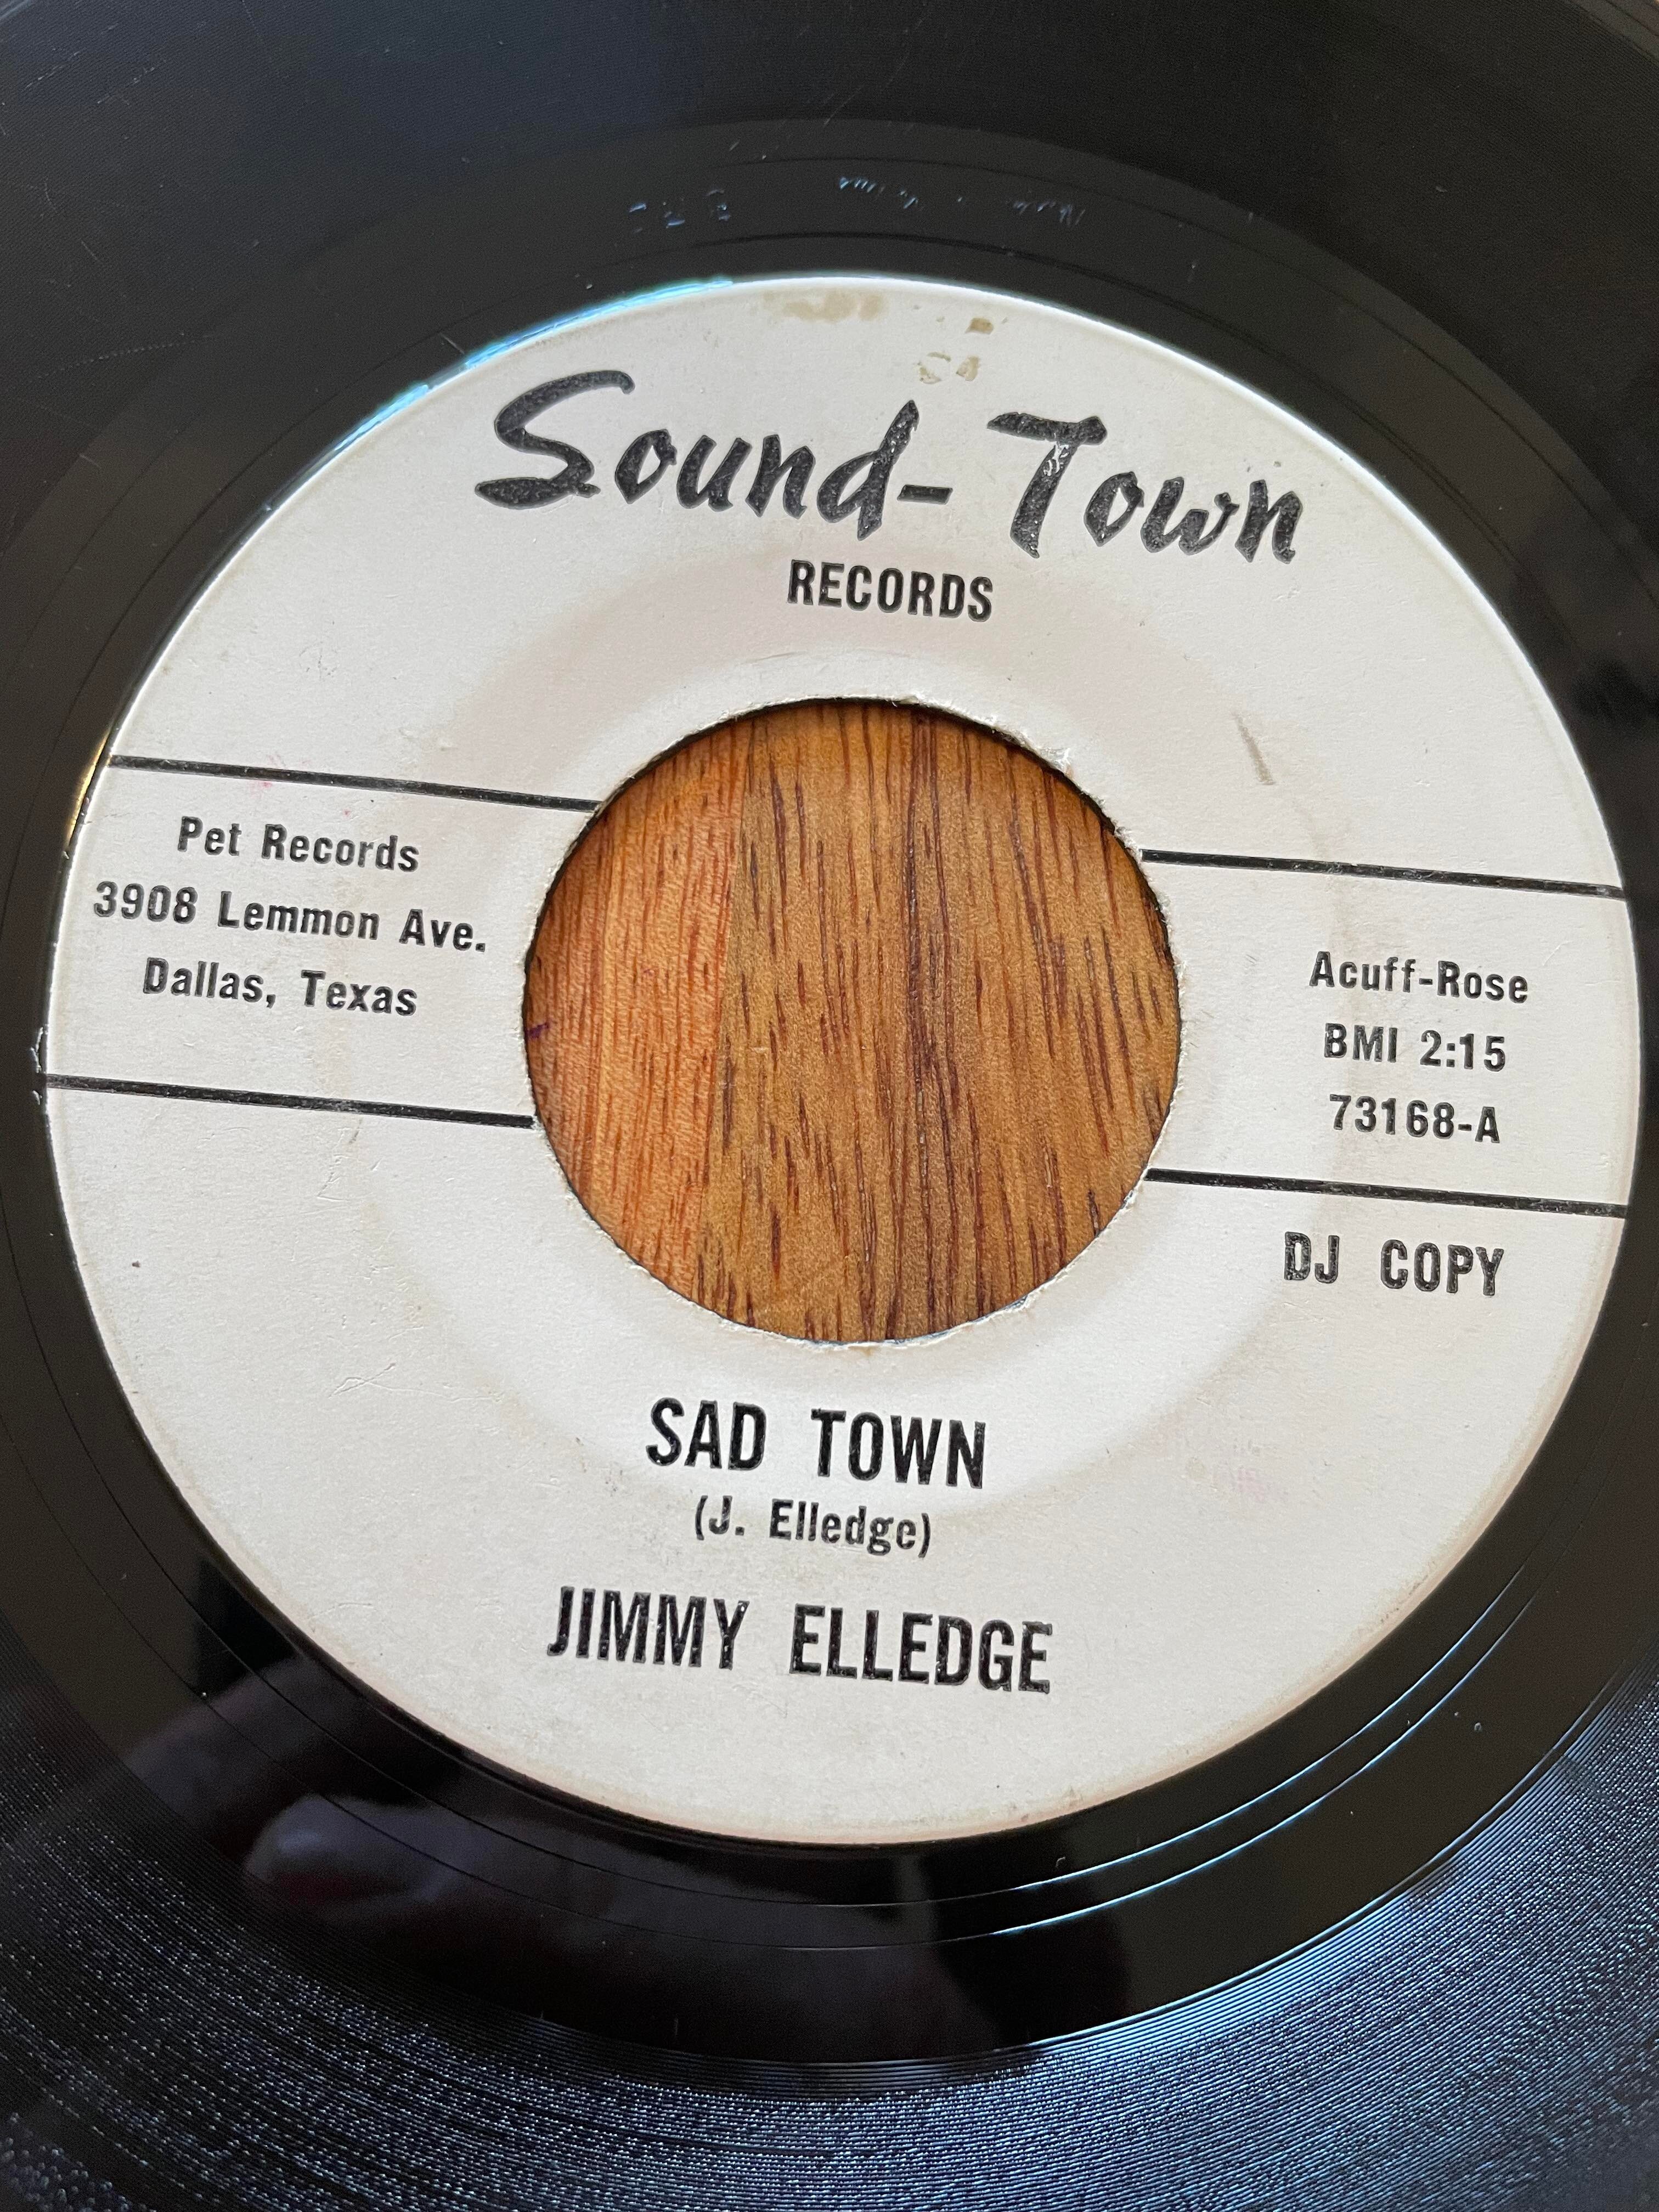 Sound-Town
RECORDS
Pet Records
3908 Lemmon Ave.
Dallas, Texas
Acuff-Rose
BMI 2:15
73168-A
DJ COPY
SAD TOWN
(J. Elledge)
JIMMY ELLEDGE